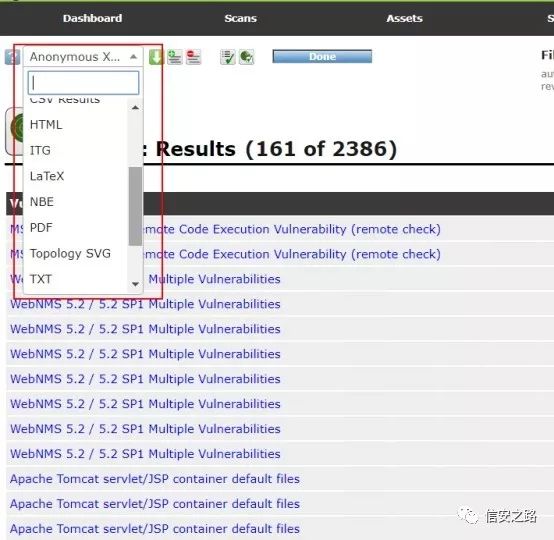 Dashboard Scans Assets S
Anonymous X... Done Fil
au
rev
CSV Results
HTML
ITG
LaTeX
NBE
PDF
Topology SVG
TXT
: Results (161 of 2386)
Vu
MS emote Code Execution Vulnerability (remote check)
MS emote Code Execution Vulnerability (remote check)
We Multiple Vulnerabilities
WebNMS 5.2 / 5.2 SP1 Multiple Vulnerabilities
WebNMS 5.2 / 5.2 SP1 Multiple Vulnerabilities
WebNMS 5.2 / 5.2 SP1 Multiple Vulnerabilities
WebNMS 5.2 / 5.2 SP1 Multiple Vulnerabilities
WebNMS 5.2 / 5.2 SP1 Multiple Vulnerabilities
WebNMS 5.2 / 5.2 SP1 Multiple Vulnerabilities
WebNMS 5.2 / 5.2 SP1 Multiple Vulnerabilities
Apache Tomcat servlet/JSP container default files
Apache Tomcat servlet/JSP container default files
Apache Tomcat servlet/JSP container default files
信安之路